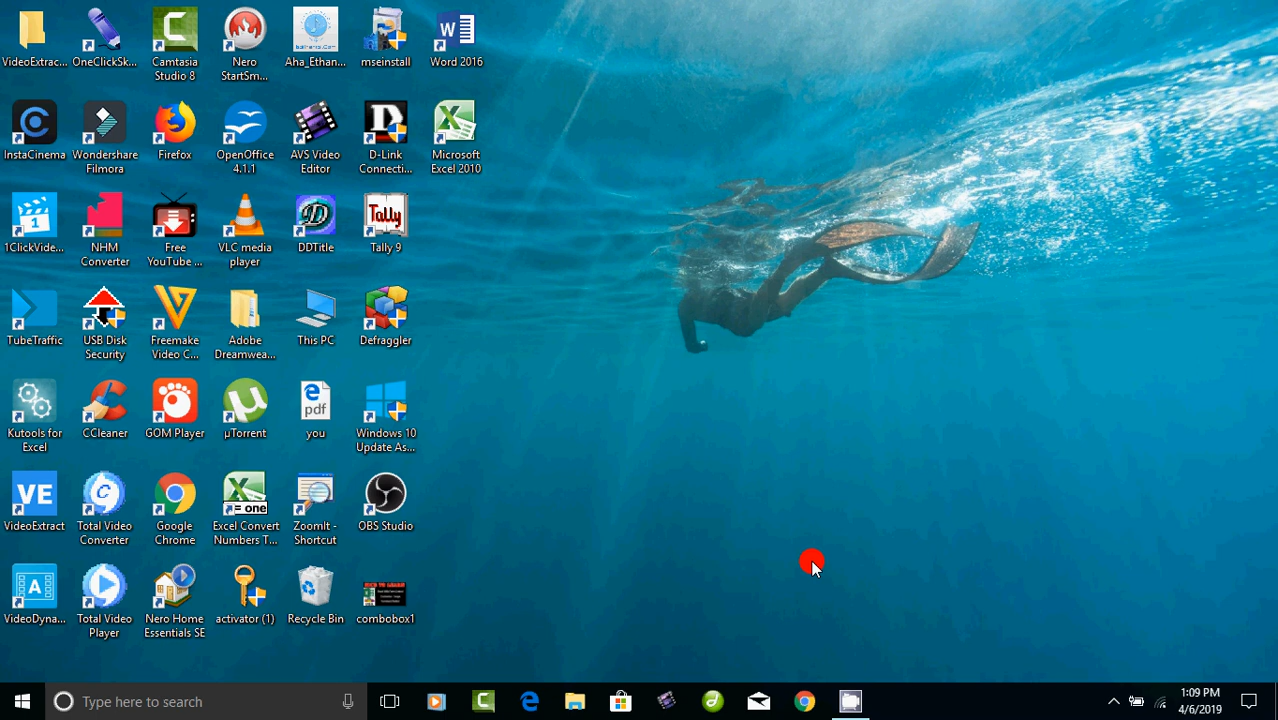 VideoExtrac...
OneClickSk...
Camtasia
Studio 8
Nero
StartSm...
Aha_Ethan...
mseinstall
Word 2016
InstaCinema
Wondershare
Filmora
Firefox
OpenOffice
4.1.1
AVS Video
Editor
D-Link
Connecti...
Microsoft
Excel 2010
1ClickVide...
NHM
Converter
Free
YouTube ...
VLC media
player
DDTitle
Tally
Tally 9
TubeTraffic
USB Disk
Security
Freemake
Video C...
Adobe
Dreamwea...
This PC
Defraggler
Kutools for
Excel
CCleaner
GOM Player
µTorrent
pdf
you
Windows 10
Update As...
VE
VideoExtract
Total Video
Converter
Google
Chrome
= one
Excel Convert
Numbers T...
ZoomIt -
Shortcut
OBS Studio
A
VideoDyna...
Total Video
Player
Nero Home
Essentials SE
activator (1)
Recycle Bin
combobox1
Type here to search
1:09 PM
4/6/2019